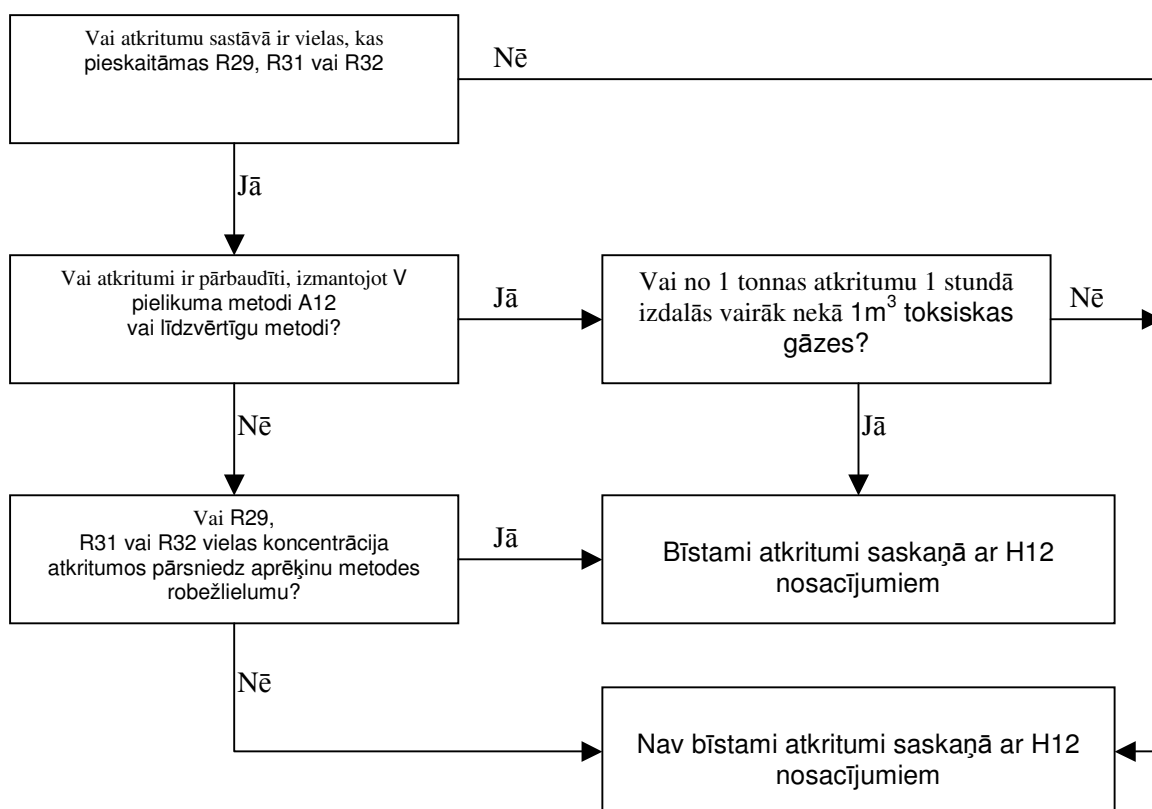 Vai atkritumu sastāvā ir vielas, kas
pieskaitāmas R29, R31 vai R32
Nē
Jā
Vai atkritumi ir pārbaudīti, izmantojot V
pielikuma metodi A12
vai līdzvērtīgu metodi?
Jā
Vai no 1 tonnas atkritumu 1 stundā
izdalās vairāk nekā 1m³ toksiskas
gāzes?
Nē
Nē
Jā
Vai R29,
R31 vai R32 vielas koncentrācija
atkritumos pārsniedz aprēķinu metodes
robežlielumu?
Jā
Bīstami atkritumi saskaņā ar H12
nosacījumiem
Nē
Nav bīstami atkritumi saskaņā ar H12
nosacījumiem